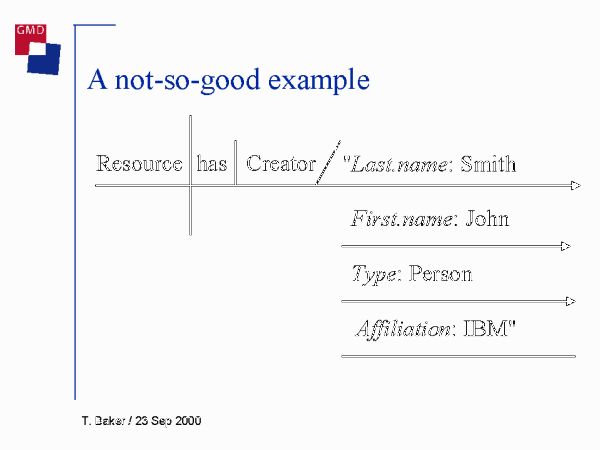 GMD
A not-so-good example
Resource has Creator "Last.name: Smith
First.name: John
Type: Person
Affiliation: IBM"
T. Baker / 23 Sep 2000